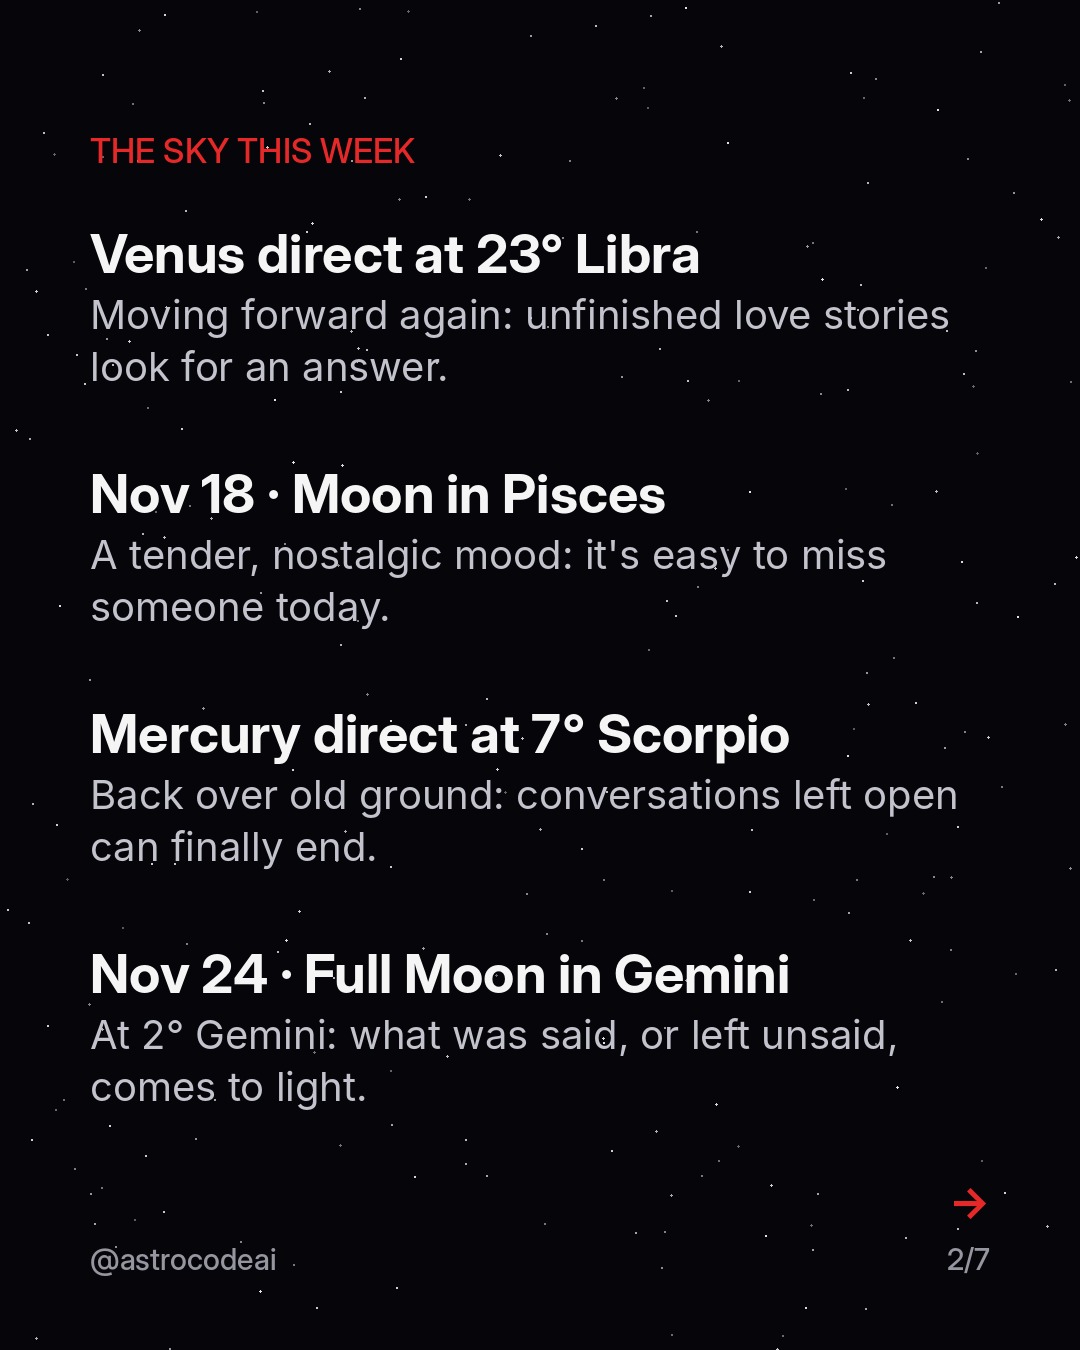 THE SKY THIS WEEK
Venus direct at 23° Libra
Moving forward again: unfinished love stories
look for an answer.
Nov 18 · Moon in Pisces
A tender, nostalgic mood: it's easy to miss
someone today.
Mercury direct at 7° Scorpio
Back over old ground: conversations left open
can finally end.
Nov 24 · Full Moon in Gemini
At 2° Gemini: what was said, or left unsaid,
comes to light.
→
@astrocodeai
2/7